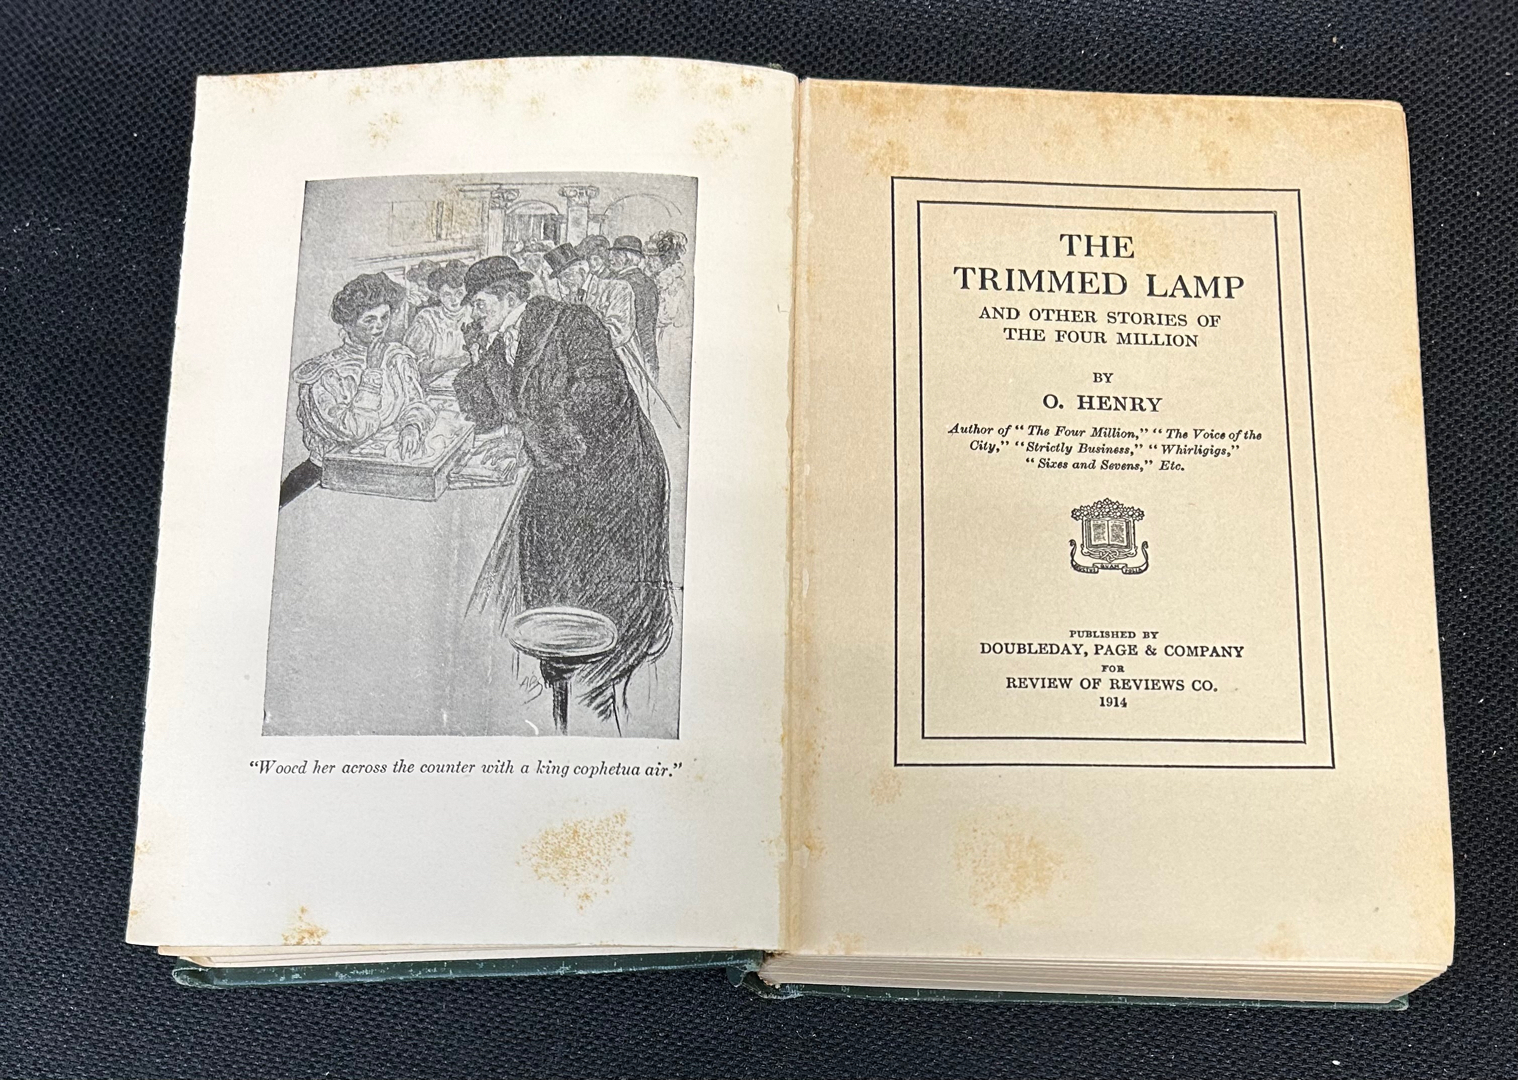 "Wooed her across the counter with a king cophetua air."
THE
TRIMMED LAMP
AND OTHER STORIES OF
THE FOUR MILLION
BY
O. HENRY
Author of "The Four Million," "The Voice of the
City," "Strictly Business," "Whirligigs,"
"Sixes and Sevens," Etc.
PUBLISHED BY
DOUBLEDAY, PAGE & COMPANY
FOR
REVIEW OF REVIEWS CO.
1914